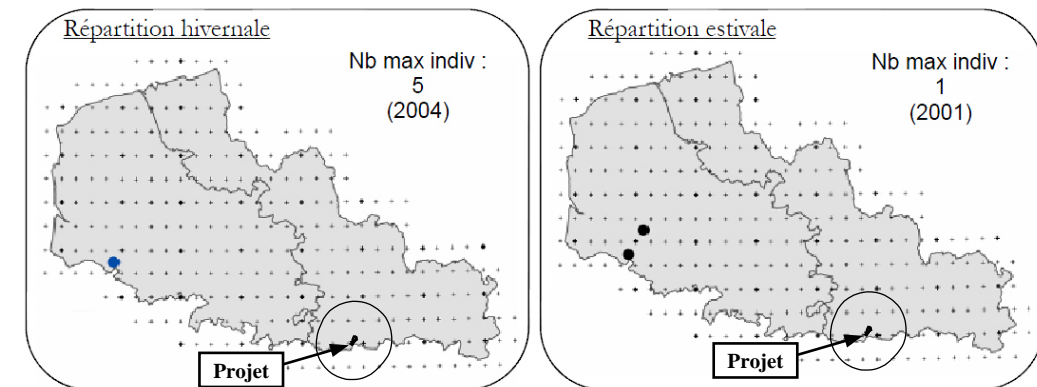 Répartition hivernale
Nb max indiv :
5
(2004)
Projet
Répartition estivale
Nb max indiv :
1
(2001)
Projet